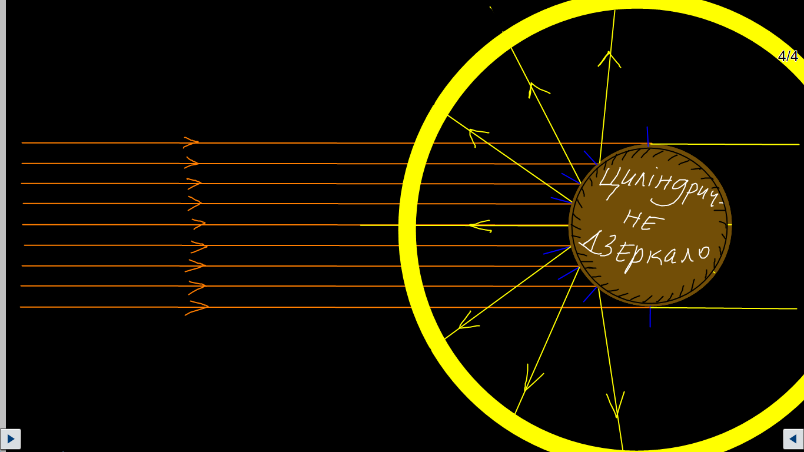 4/4
Циліндрич-
не
дзеркало